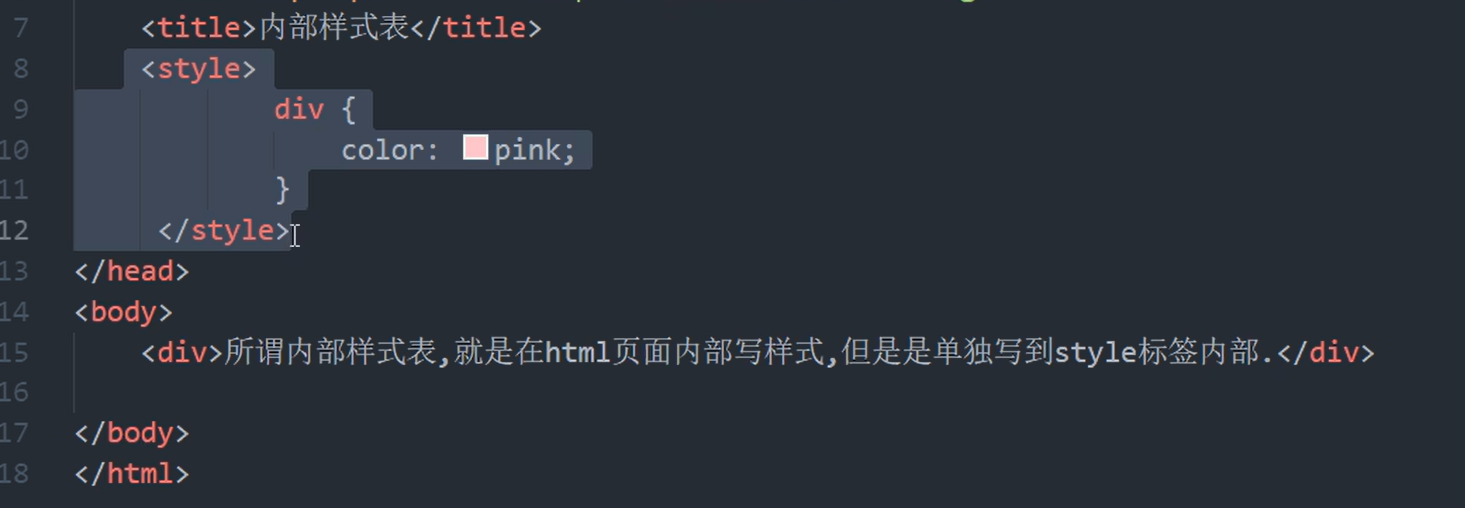 7 <title>内部样式表</title>
8 <style>
9 div {
10 color: pink;
11 }
12 </style>
13 </head>
14 <body>
15 <div>所谓内部样式表,就是在html页面内部写样式,但是是单独写到style标签内部.</div>
16
17 </body>
18 </html>